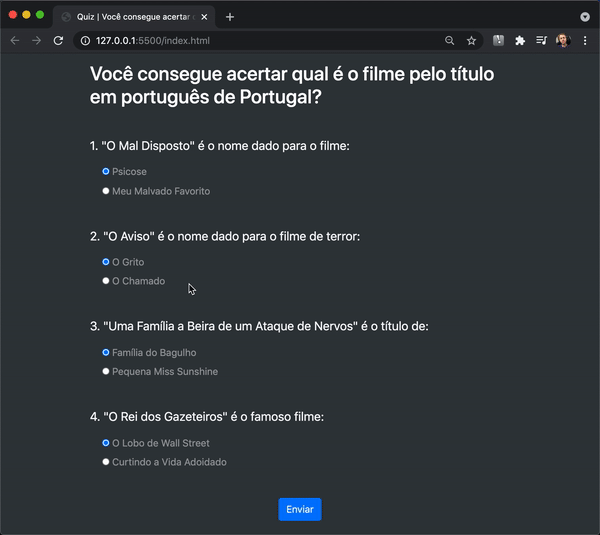 Quiz | Você consegue acertar
127.0.0.1:5500/index.html
Você consegue acertar qual é o filme pelo título
em português de Portugal?
1. "O Mal Disposto" é o nome dado para o filme:
Psicose
Meu Malvado Favorito
2. "O Aviso" é o nome dado para o filme de terror:
O Grito
O Chamado
3. "Uma Família a Beira de um Ataque de Nervos" é o título de:
Família do Bagulho
Pequena Miss Sunshine
4. "O Rei dos Gazeteiros" é o famoso filme:
O Lobo de Wall Street
Curtindo a Vida Adoidado
Enviar